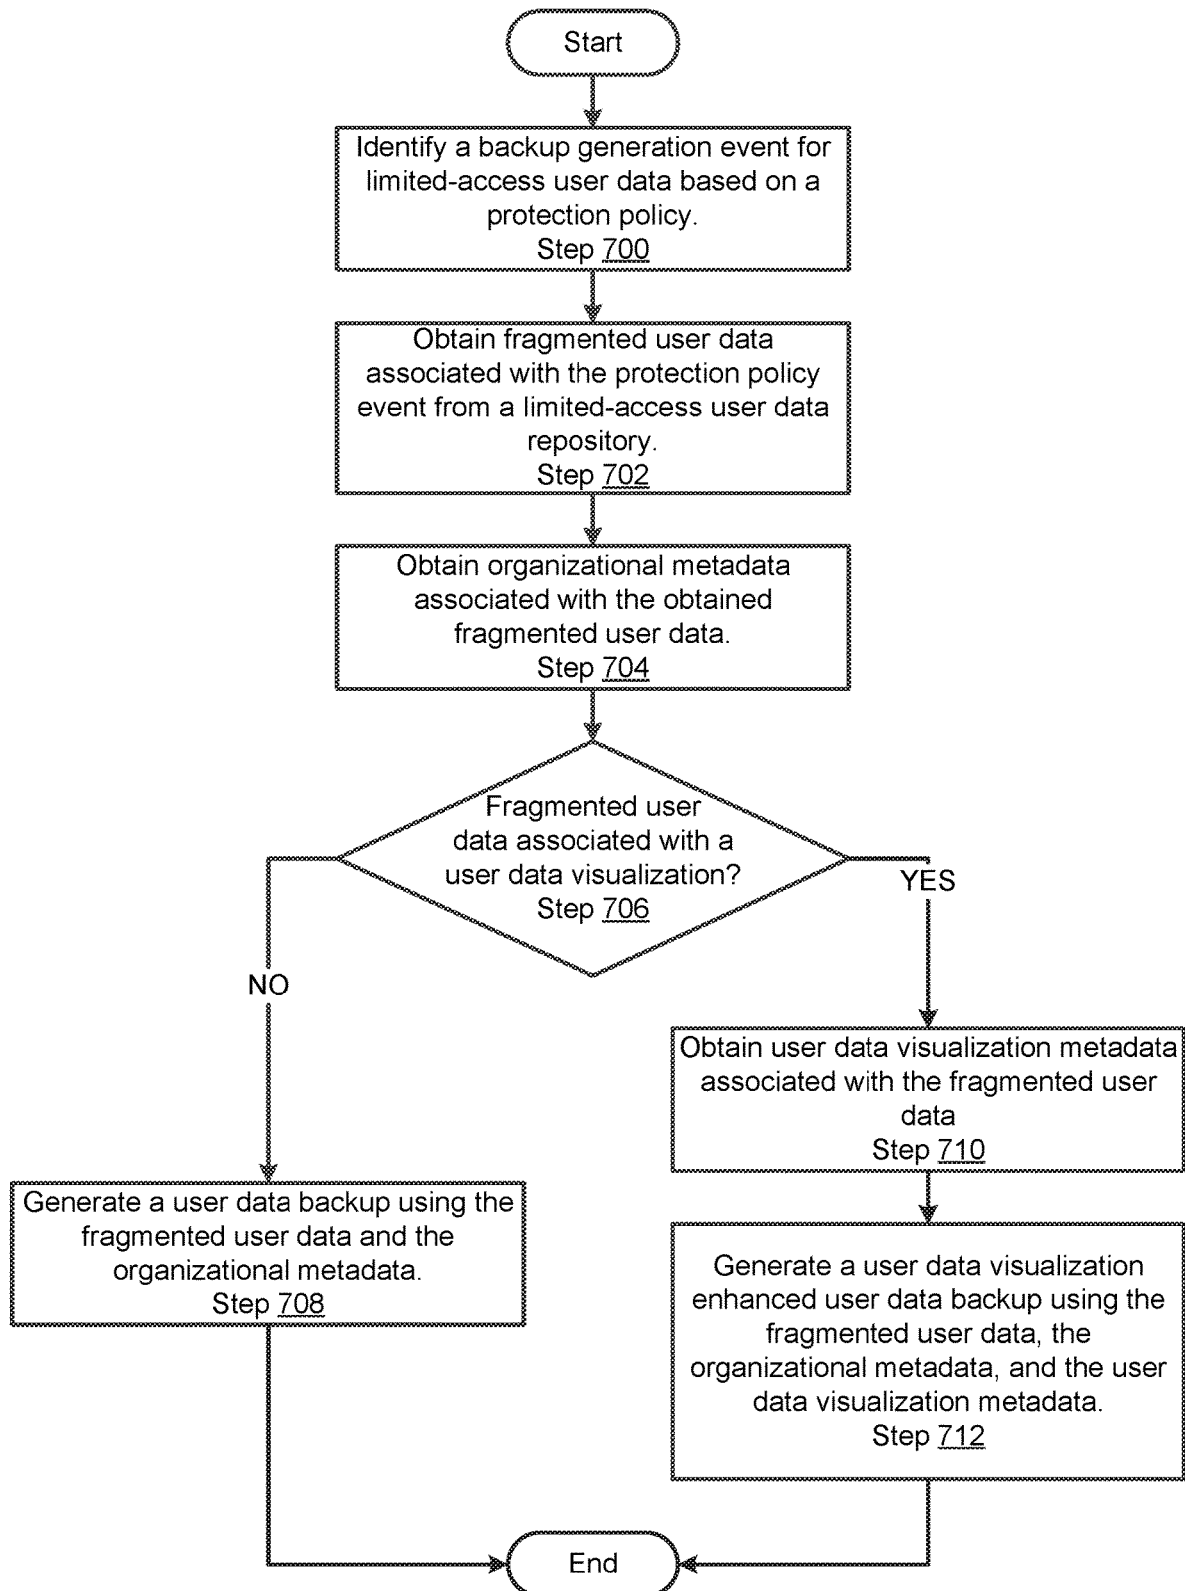 Start
Identify a backup generation event for
limited-access user data based on a
protection policy.
Step 700
Obtain fragmented user data
associated with the protection policy
event from a limited-access user data
repository.
Step 702
Obtain organizational metadata
associated with the obtained
fragmented user data.
Step 704
Fragmented user
data associated with a
user data visualization?
Step 706
NO
YES
Generate a user data backup using the
fragmented user data and the
organizational metadata.
Step 708
Obtain user data visualization metadata
associated with the fragmented user
data
Step 710
Generate a user data visualization
enhanced user data backup using the
fragmented user data, the
organizational metadata, and the user
data visualization metadata.
Step 712
End